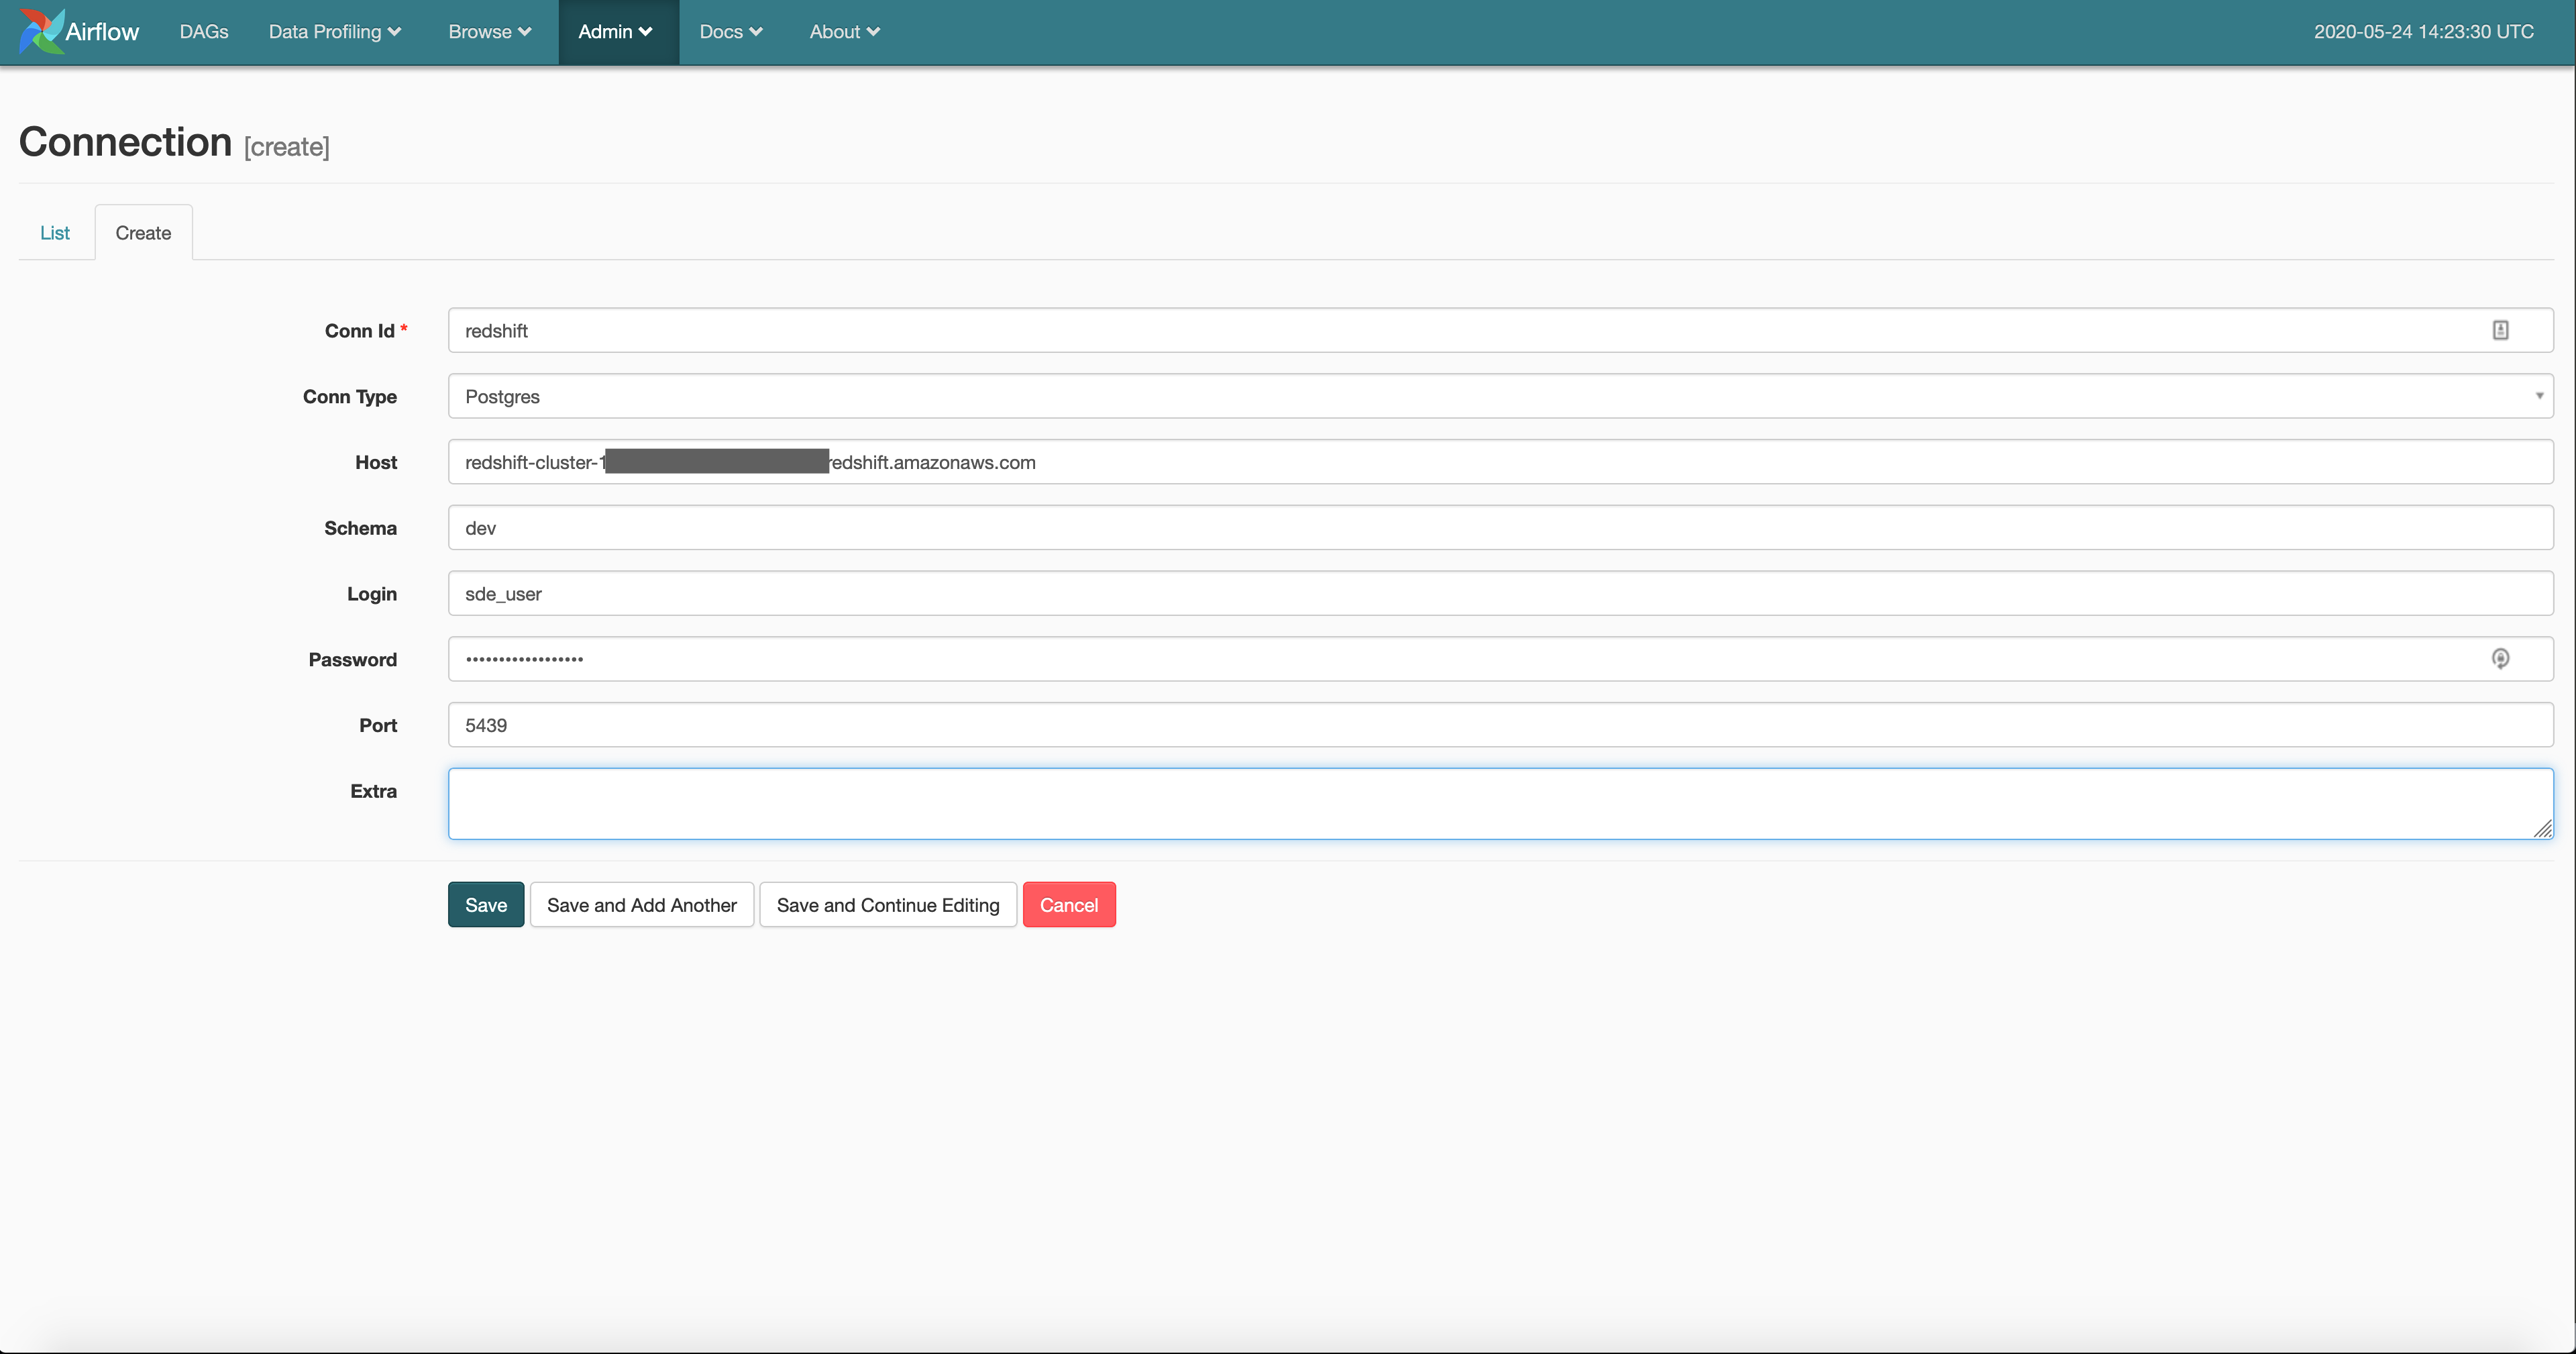 Airflow DAGs Data Profiling Browse Admin Docs About 2020-05-24 14:23:30 UTC
Connection [create]
List Create
Conn Id * redshift
Conn Type Postgres
Host redshift-cluster-1 redshift.amazonaws.com
Schema dev
Login sde_user
Password ••••••••••••••••••
Port 5439
Extra
Save Save and Add Another Save and Continue Editing Cancel